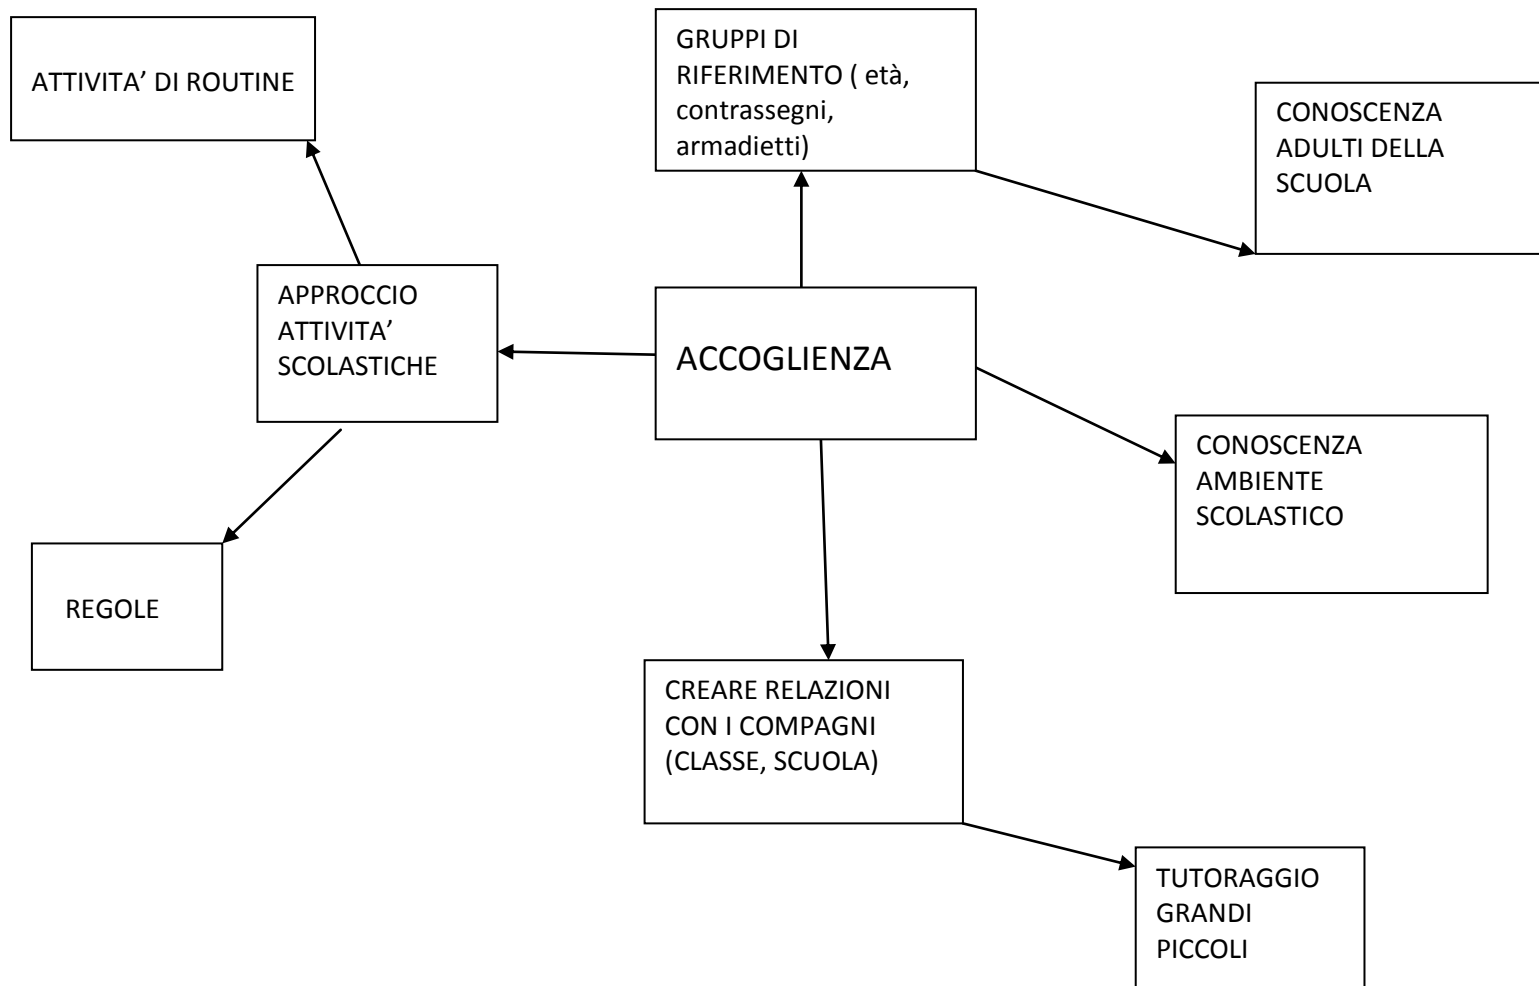 ATTIVITA’ DI ROUTINE
GRUPPI DI
RIFERIMENTO ( età,
contrassegni,
armadietti)
CONOSCENZA
ADULTI DELLA
SCUOLA
APPROCCIO
ATTIVITA’
SCOLASTICHE
ACCOGLIENZA
CONOSCENZA
AMBIENTE
SCOLASTICO
REGOLE
CREARE RELAZIONI
CON I COMPAGNI
(CLASSE, SCUOLA)
TUTORAGGIO
GRANDI
PICCOLI